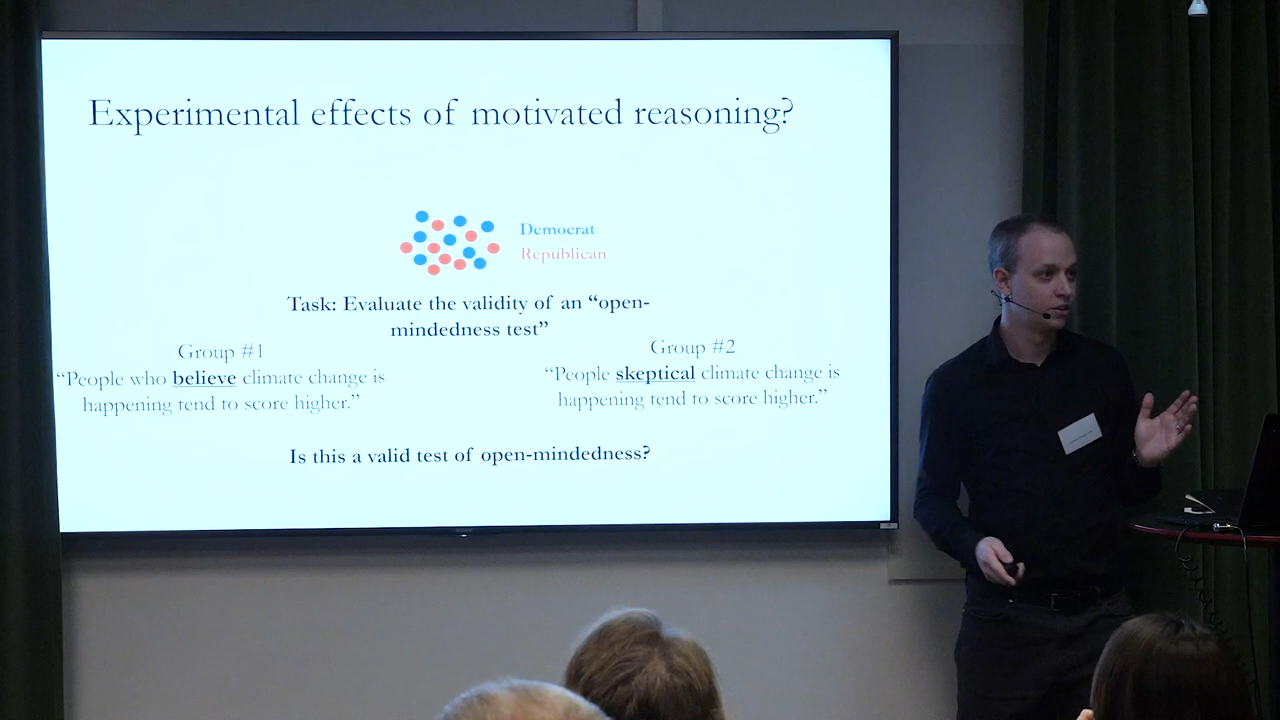 Experimental effects of motivated reasoning?
Democrat
Republican
Task: Evaluate the validity of an “open-
mindedness test”
Group #1
“People who believe climate change is
happening tend to score higher.”
Group #2
“People skeptical climate change is
happening tend to score higher.”
Is this a valid test of open-mindedness?
SONY